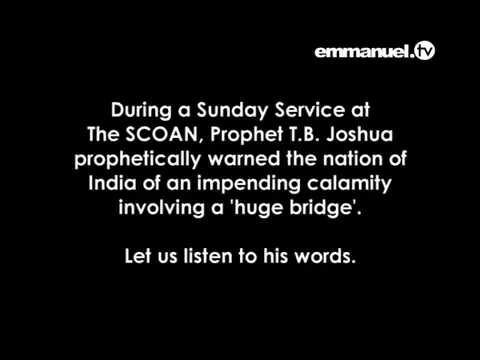 emmanuel.tv
During a Sunday Service at
The SCOAN, Prophet T.B. Joshua
prophetically warned the nation of
India of an impending calamity
involving a 'huge bridge'.
Let us listen to his words.